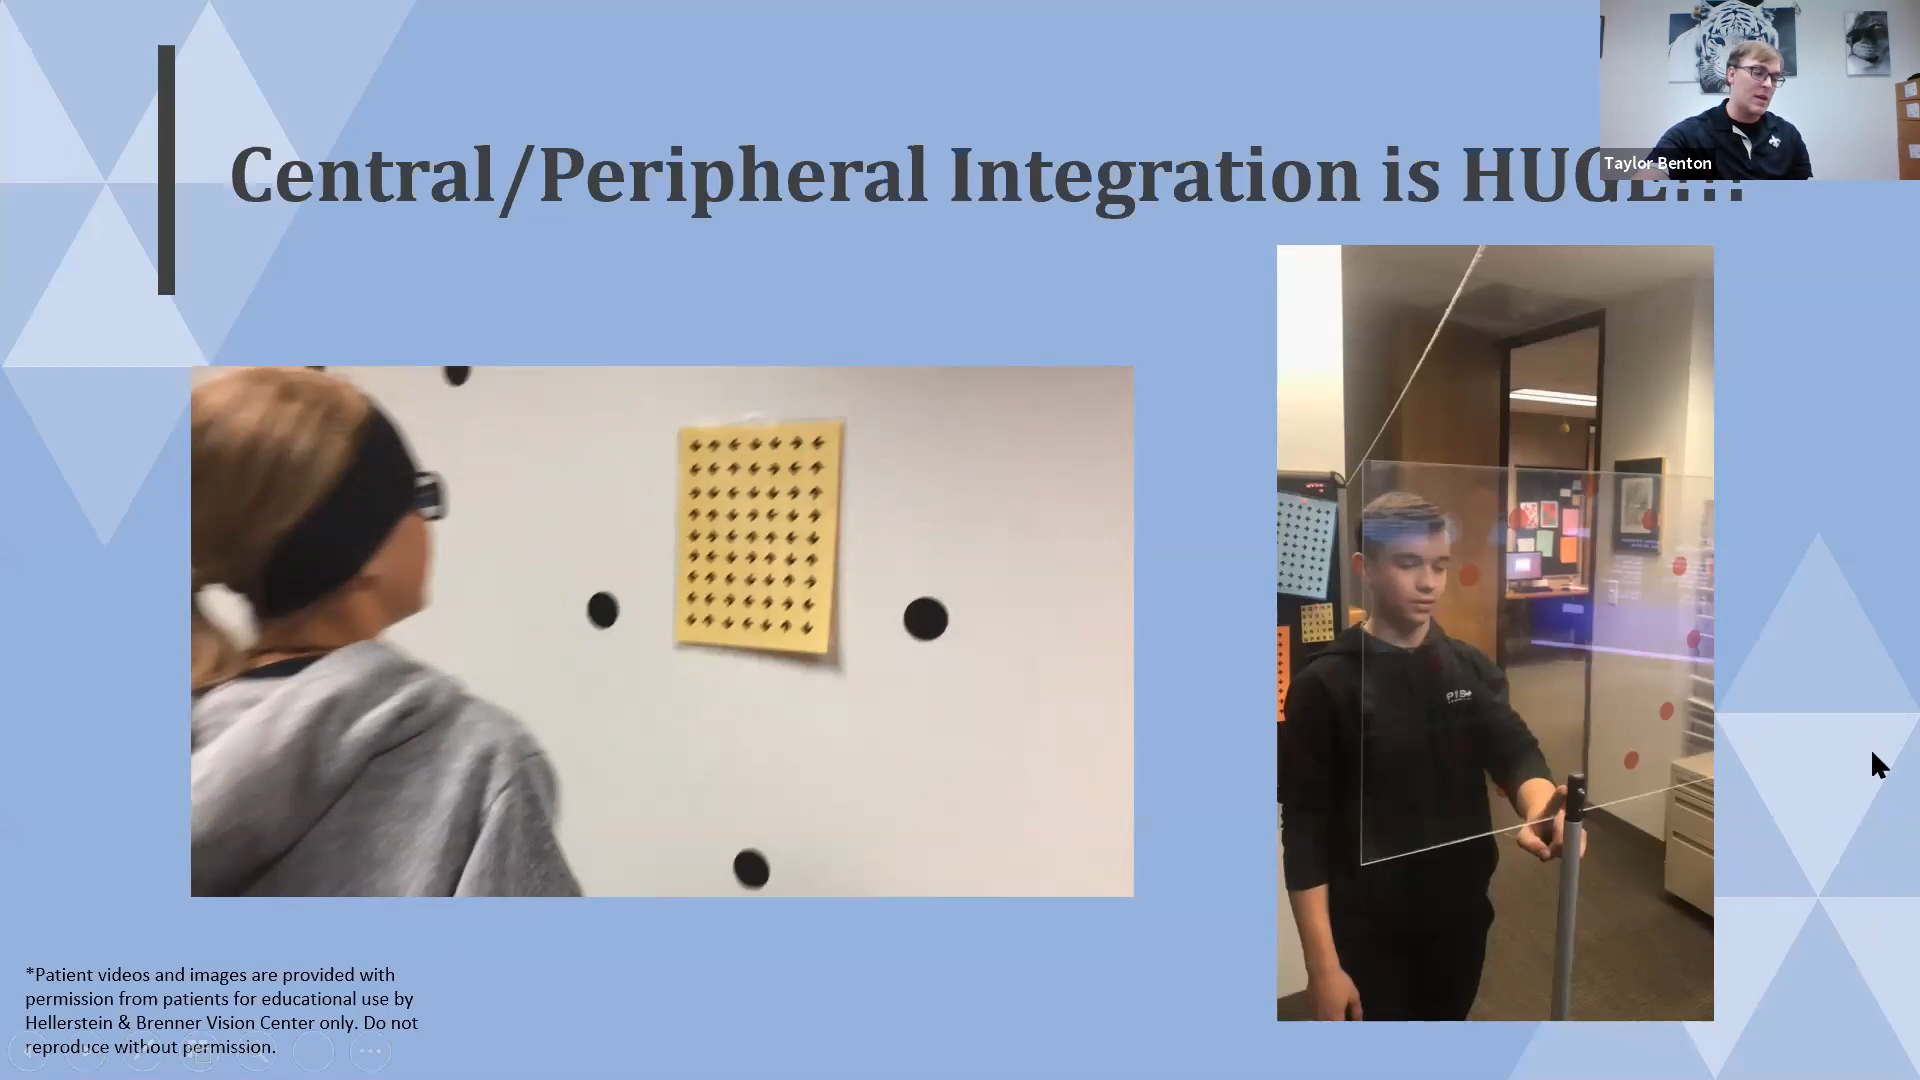 Central/Peripheral Integration is HUGE!!!
Taylor Benton
*Patient videos and images are provided with
permission from patients for educational use by
Hellerstein & Brenner Vision Center only. Do not
reproduce without permission.